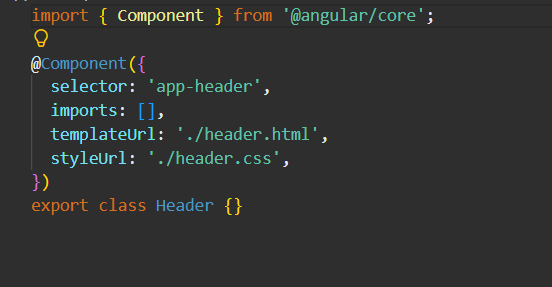 import { Component } from '@angular/core';
@Component({
  selector: 'app-header',
  imports: [],
  templateUrl: './header.html',
  styleUrl: './header.css',
})
export class Header {}